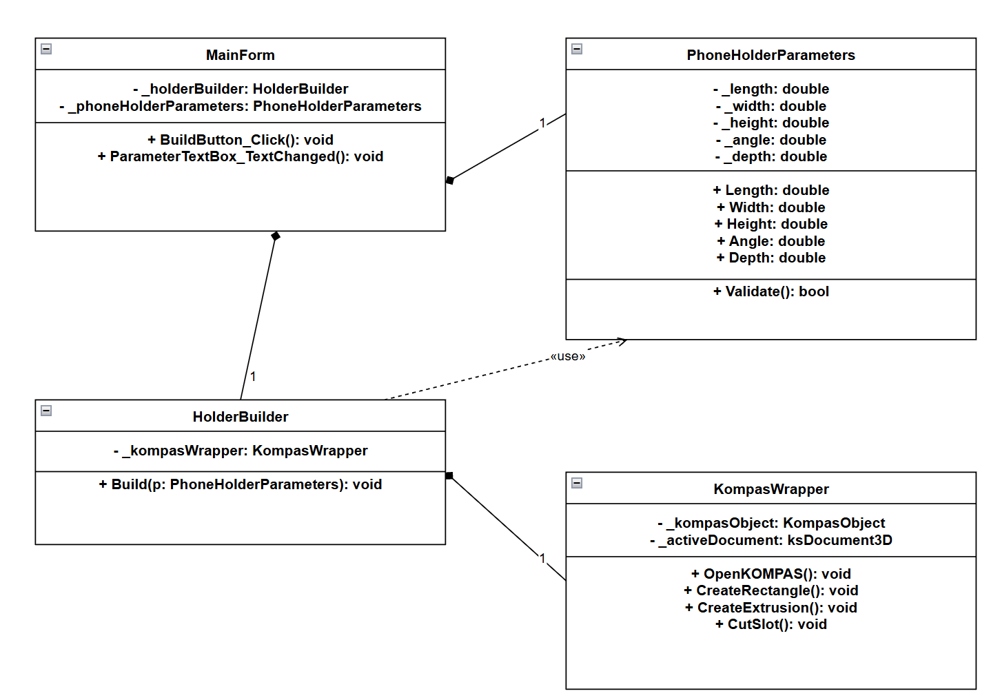 MainForm
- _holderBuilder: HolderBuilder
- _phoneHolderParameters: PhoneHolderParameters
+ BuildButton_Click(): void
+ ParameterTextBox_TextChanged(): void
1
1
PhoneHolderParameters
- _length: double
- _width: double
- _height: double
- _angle: double
- _depth: double
+ Length: double
+ Width: double
+ Height: double
+ Angle: double
+ Depth: double
+ Validate(): bool
«use»
HolderBuilder
- _kompasWrapper: KompasWrapper
+ Build(p: PhoneHolderParameters): void
1
KompasWrapper
- _kompasObject: KompasObject
- _activeDocument: ksDocument3D
+ OpenKOMPAS(): void
+ CreateRectangle(): void
+ CreateExtrusion(): void
+ CutSlot(): void